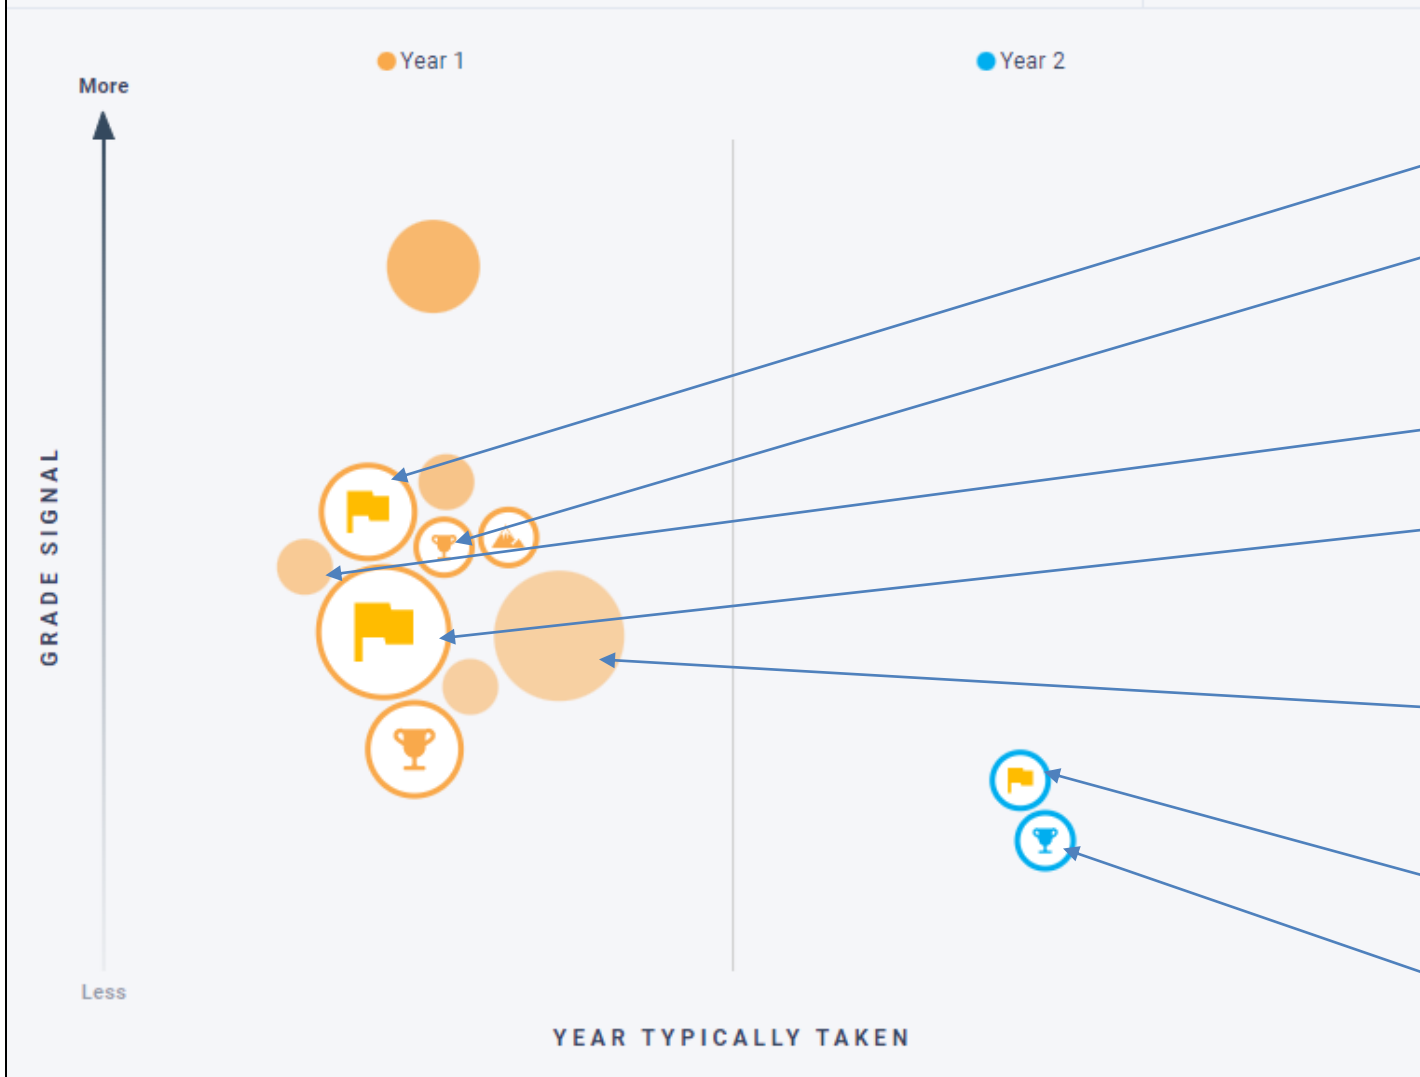 Year 1
Year 2
More
GRADE SIGNAL
Less
YEAR TYPICALLY TAKEN